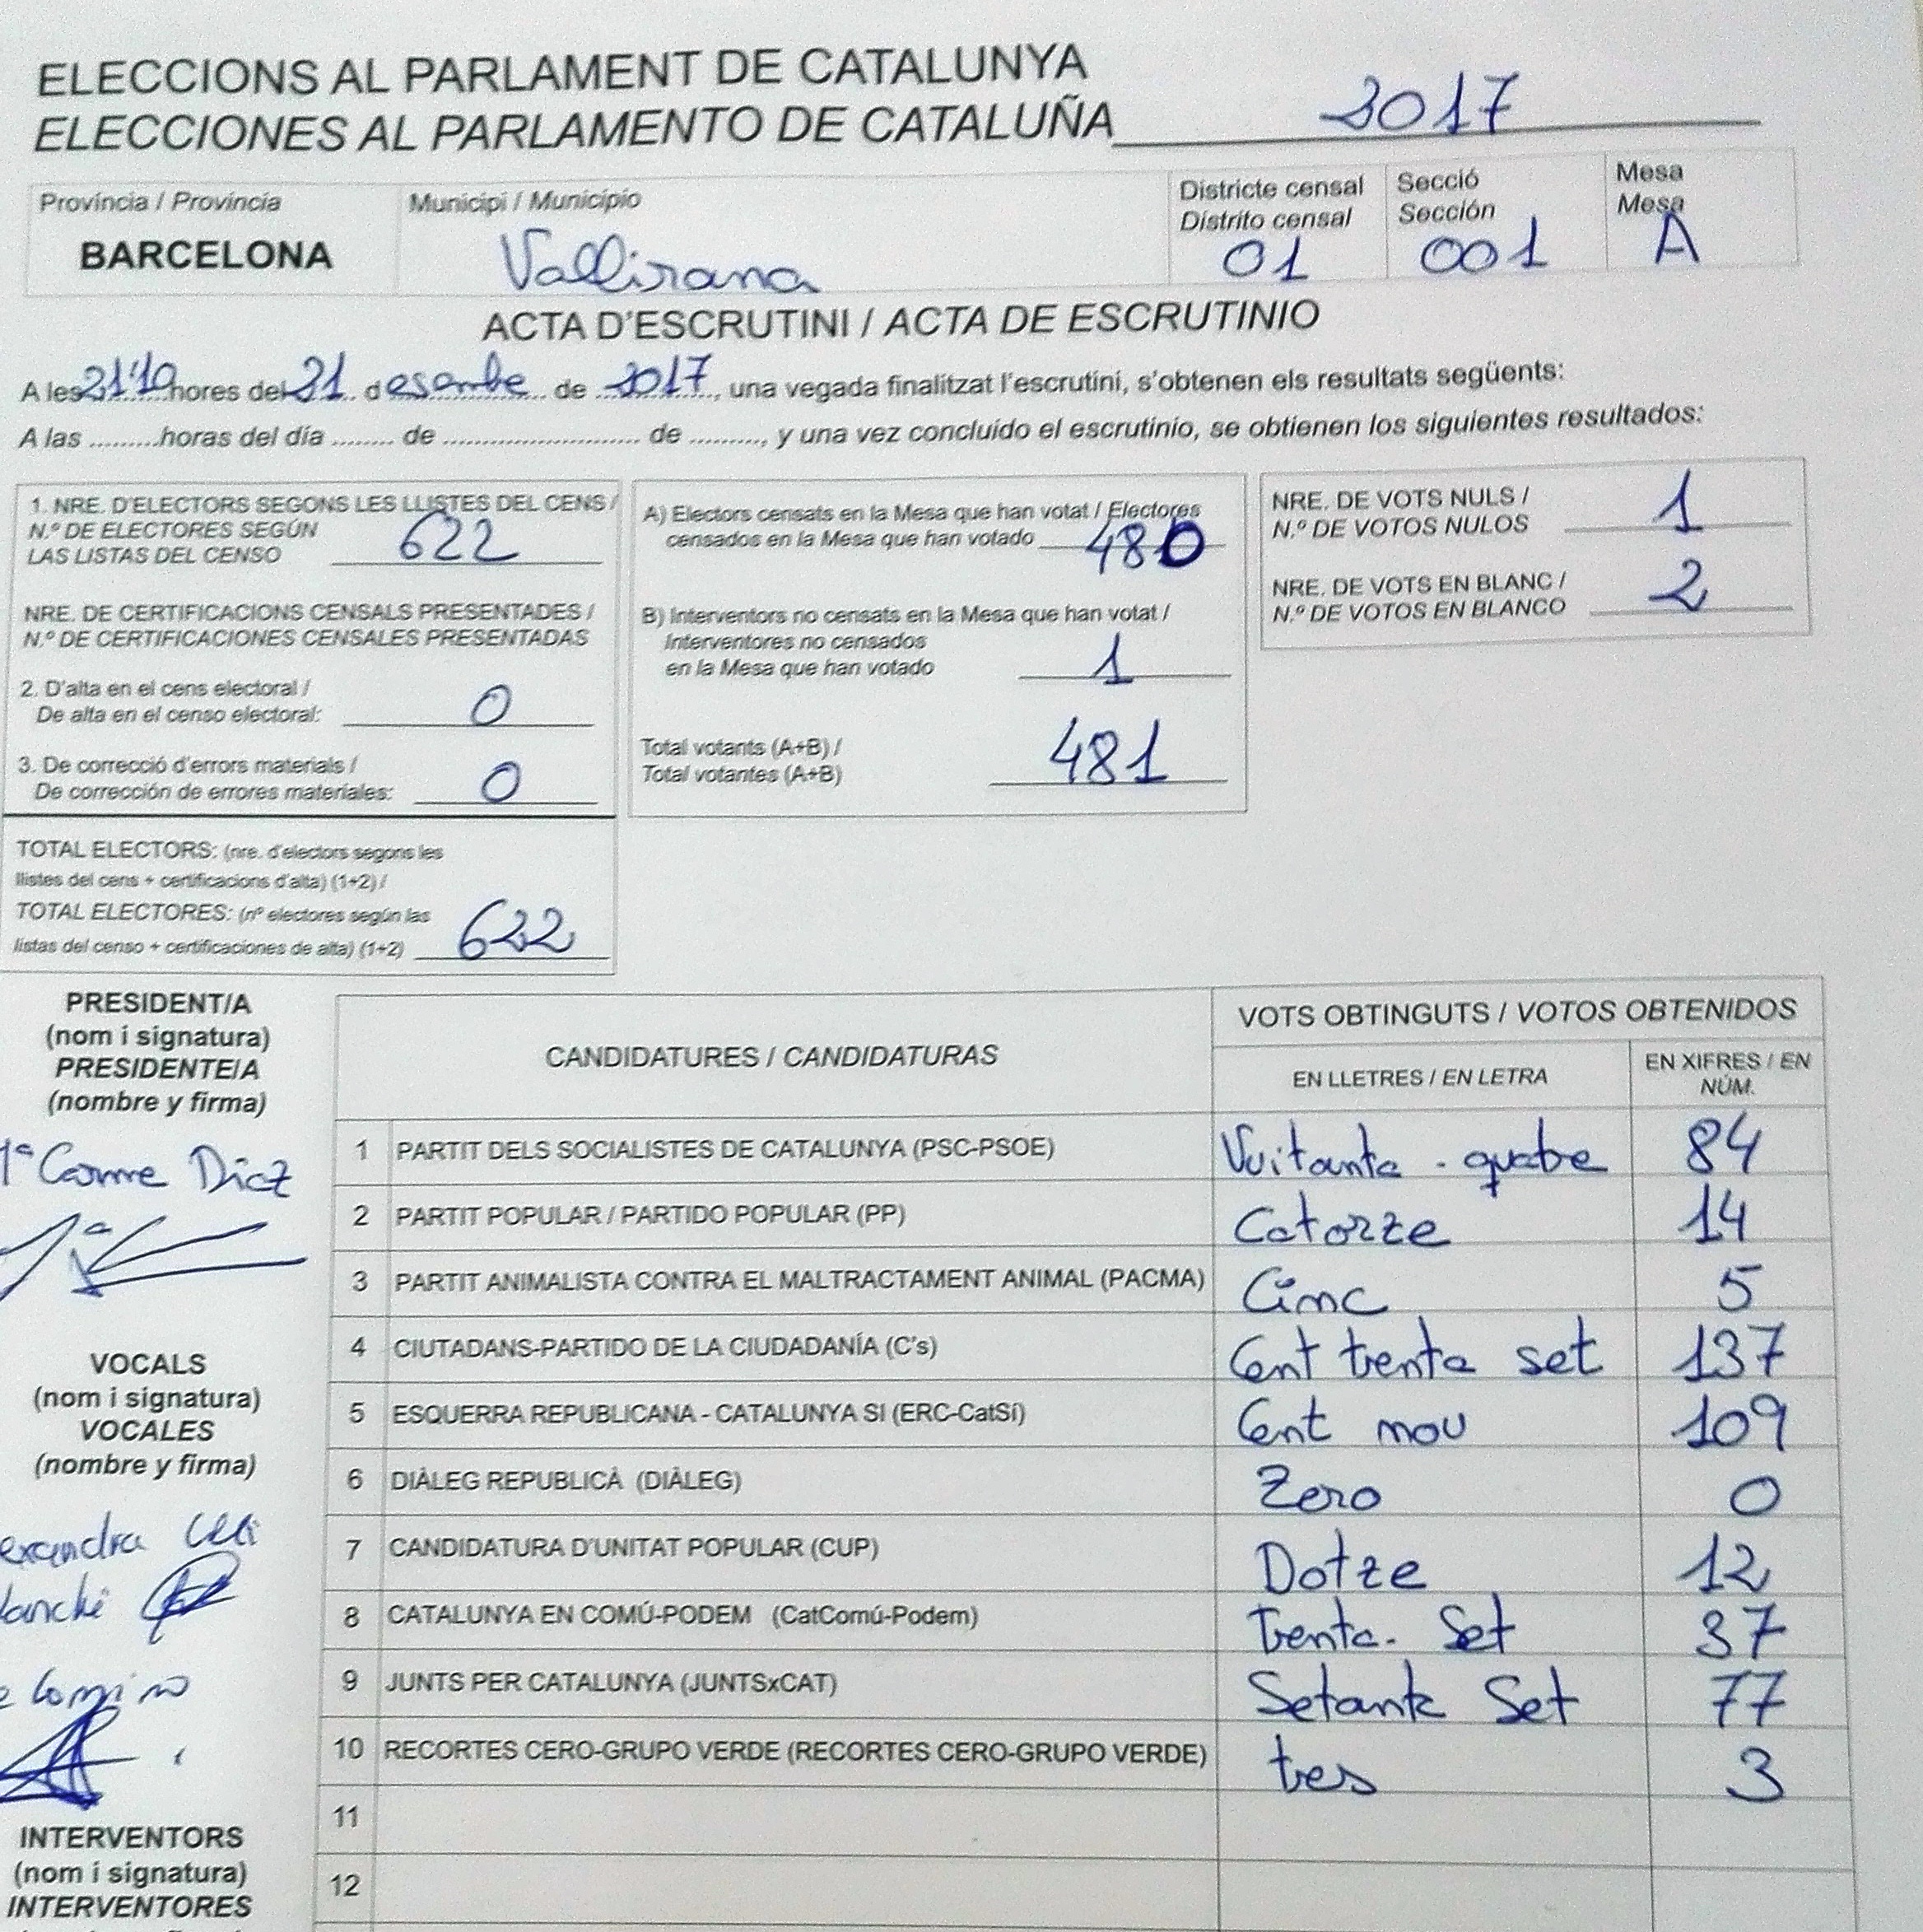 ELECCIONS AL PARLAMENT DE CATALUNYA
ELECCIONES AL PARLAMENTO DE CATALUÑA 2017
Província / Provincia
BARCELONA
Municipi / Municipio
Vallirana
Districte censal
Distrito censal
01
Secció
Sección
001
Mesa
Mesa
A
ACTA D'ESCRUTINI / ACTA DE ESCRUTINIO
A les 21'10 hores del 21 desembe de 2017, una vegada finalitzat l'escrutini, s'obtenen els resultats següents:
A las .........horas del día ........ de .......................... de .........., y una vez concluido el escrutinio, se obtienen los siguientes resultados:
1. NRE. D'ELECTORS SEGONS LES LLISTES DEL CENS /
N.º DE ELECTORES SEGÚN
LAS LISTAS DEL CENSO 622
NRE. DE CERTIFICACIONS CENSALS PRESENTADES /
N.º DE CERTIFICACIONES CENSALES PRESENTADAS
2. D'alta en el cens electoral /
De alta en el censo electoral: 0
3. De correcció d'errors materials /
De corrección de errores materiales: 0
TOTAL ELECTORS: (nre. d'electors segons les
llistes del cens + certificacions d'alta) (1+2) /
TOTAL ELECTORES: (nº electores según las
listas del censo + certificaciones de alta) (1+2) 622
A) Electors censats en la Mesa que han votat / Electores
censados en la Mesa que han votado 480
B) Interventors no censats en la Mesa que han votat /
Interventores no censados
en la Mesa que han votado 1
Total votants (A+B) /
Total votantes (A+B) 481
NRE. DE VOTS NULS /
N.º DE VOTOS NULOS 1
NRE. DE VOTS EN BLANC /
N.º DE VOTOS EN BLANCO 2
PRESIDENT/A
(nom i signatura)
PRESIDENTE/A
(nombre y firma)
Carme Diaz
VOCALS
(nom i signatura)
VOCALES
(nombre y firma)
INTERVENTORS
(nom i signatura)
INTERVENTORES
CANDIDATURES / CANDIDATURAS
VOTS OBTINGUTS / VOTOS OBTENIDOS
EN LLETRES / EN LETRA
EN XIFRES / EN
NÚM.
1 PARTIT DELS SOCIALISTES DE CATALUNYA (PSC-PSOE) Vuitanta - quatre 84
2 PARTIT POPULAR / PARTIDO POPULAR (PP) Catorze 14
3 PARTIT ANIMALISTA CONTRA EL MALTRACTAMENT ANIMAL (PACMA) Cinc 5
4 CIUTADANS-PARTIDO DE LA CIUDADANÍA (C's) Cent trenta set 137
5 ESQUERRA REPUBLICANA - CATALUNYA SI (ERC-CatSí) Cent nou 109
6 DIÀLEG REPUBLICÀ (DIÀLEG) Zero 0
7 CANDIDATURA D'UNITAT POPULAR (CUP) Dotze 12
8 CATALUNYA EN COMÚ-PODEM (CatComú-Podem) Trenta - Set 37
9 JUNTS PER CATALUNYA (JUNTSxCAT) Setanta Set 77
10 RECORTES CERO-GRUPO VERDE (RECORTES CERO-GRUPO VERDE) tres 3
11
12